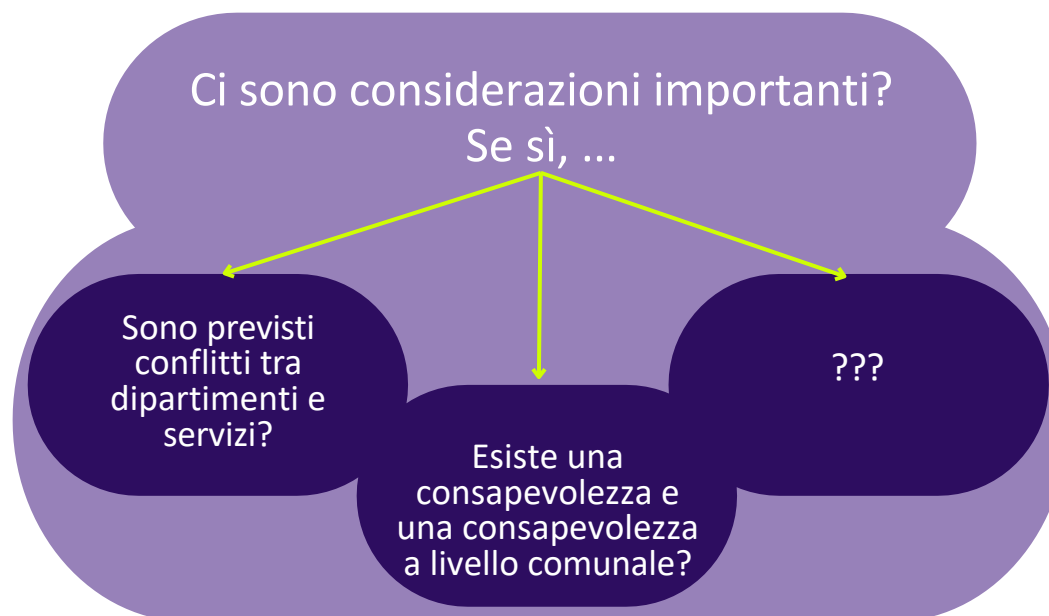 Ci sono considerazioni importanti?
Se sì, ...
Sono previsti
conflitti tra
dipartimenti e
servizi?
Esiste una
consapevolezza e
una consapevolezza
a livello comunale?
???